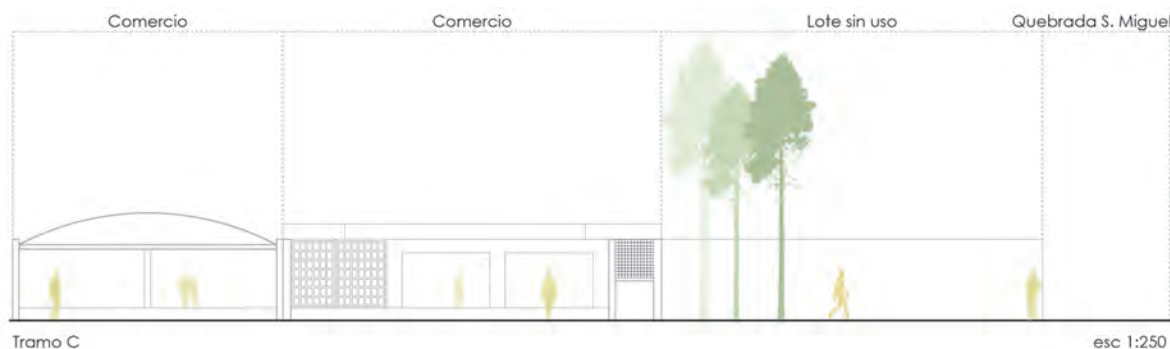 Comercio Comercio Lote sin uso Quebrada S. Miguel
Tramo C esc 1:250